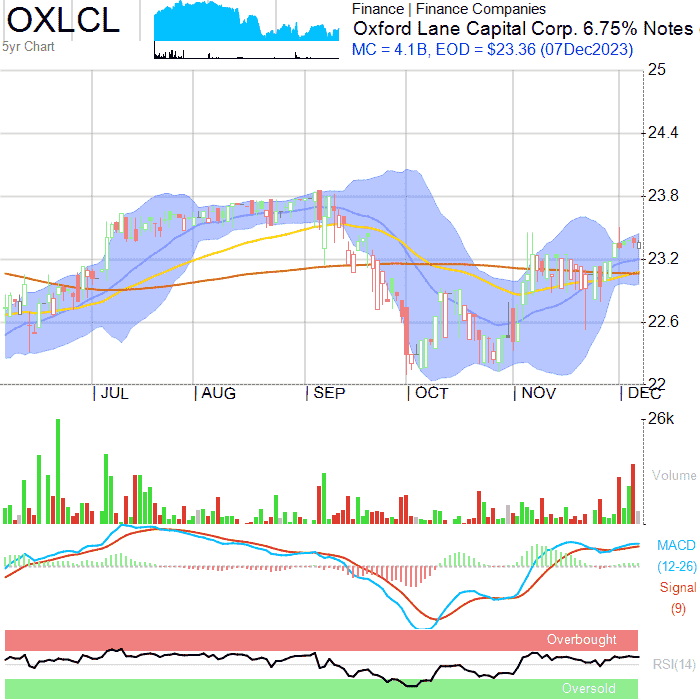 OXLCL
5yr Chart
Finance | Finance Companies
Oxford Lane Capital Corp. 6.75% Notes
MC = 4.1B, EOD = $23.36 (07Dec2023)
25
24.4
23.8
23.2
22.6
22
JUL AUG SEP OCT NOV DEC
26k
Volume
MACD
(12-26)
Signal
(9)
Overbought
RSI(14)
Oversold